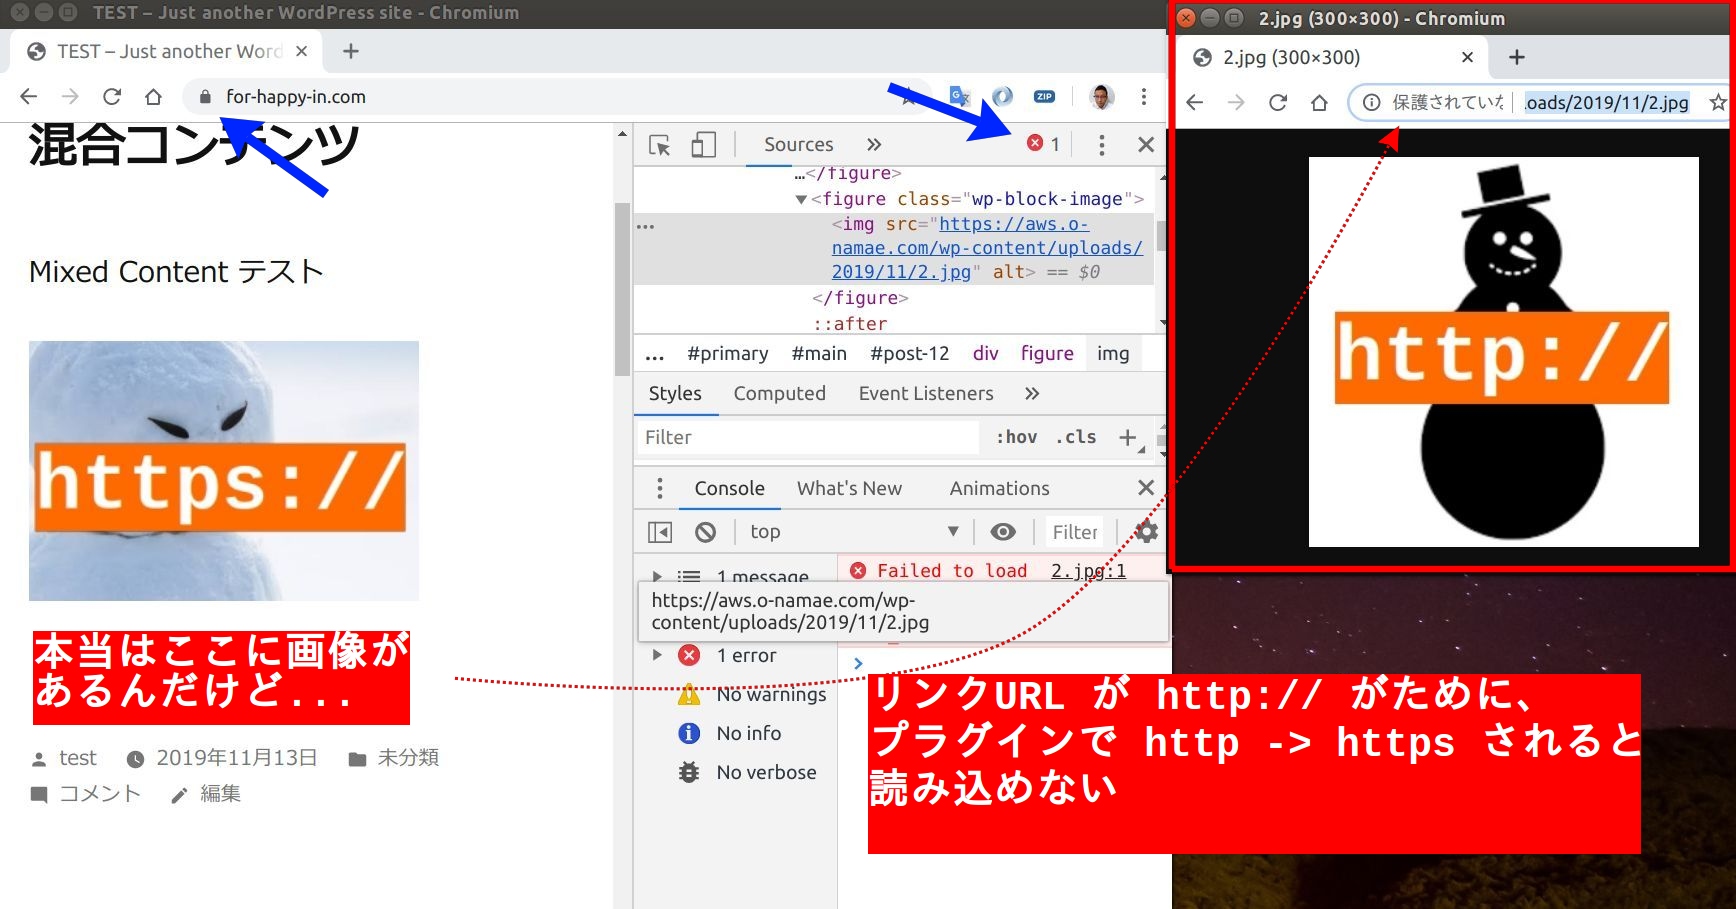 TEST – Just another WordPress site - Chromium
TEST – Just another Word
for-happy-in.com
ZIP
混合コンテンツ
Mixed Content テスト
https://
本当はここに画像が
あるんだけど...
test 2019年11月13日 未分類
コメント 編集
Sources » 1
…</figure>
▼<figure class="wp-block-image">
<img src="https://aws.o-
namae.com/wp-content/uploads/
2019/11/2.jpg" alt> == $0
</figure>
::after
... #primary #main #post-12 div figure img
Styles Computed Event Listeners »
Filter :hov .cls +
Console What's New Animations
top Filter
1 message
Failed to load 2.jpg:1
https://aws.o-namae.com/wp-
content/uploads/2019/11/2.jpg
1 error
No warnings
No info
No verbose
2.jpg (300×300) - Chromium
2.jpg (300×300)
保護されていな .oads/2019/11/2.jpg
http://
リンクURL が http:// がために、
プラグインで http -> https されると
読み込めない